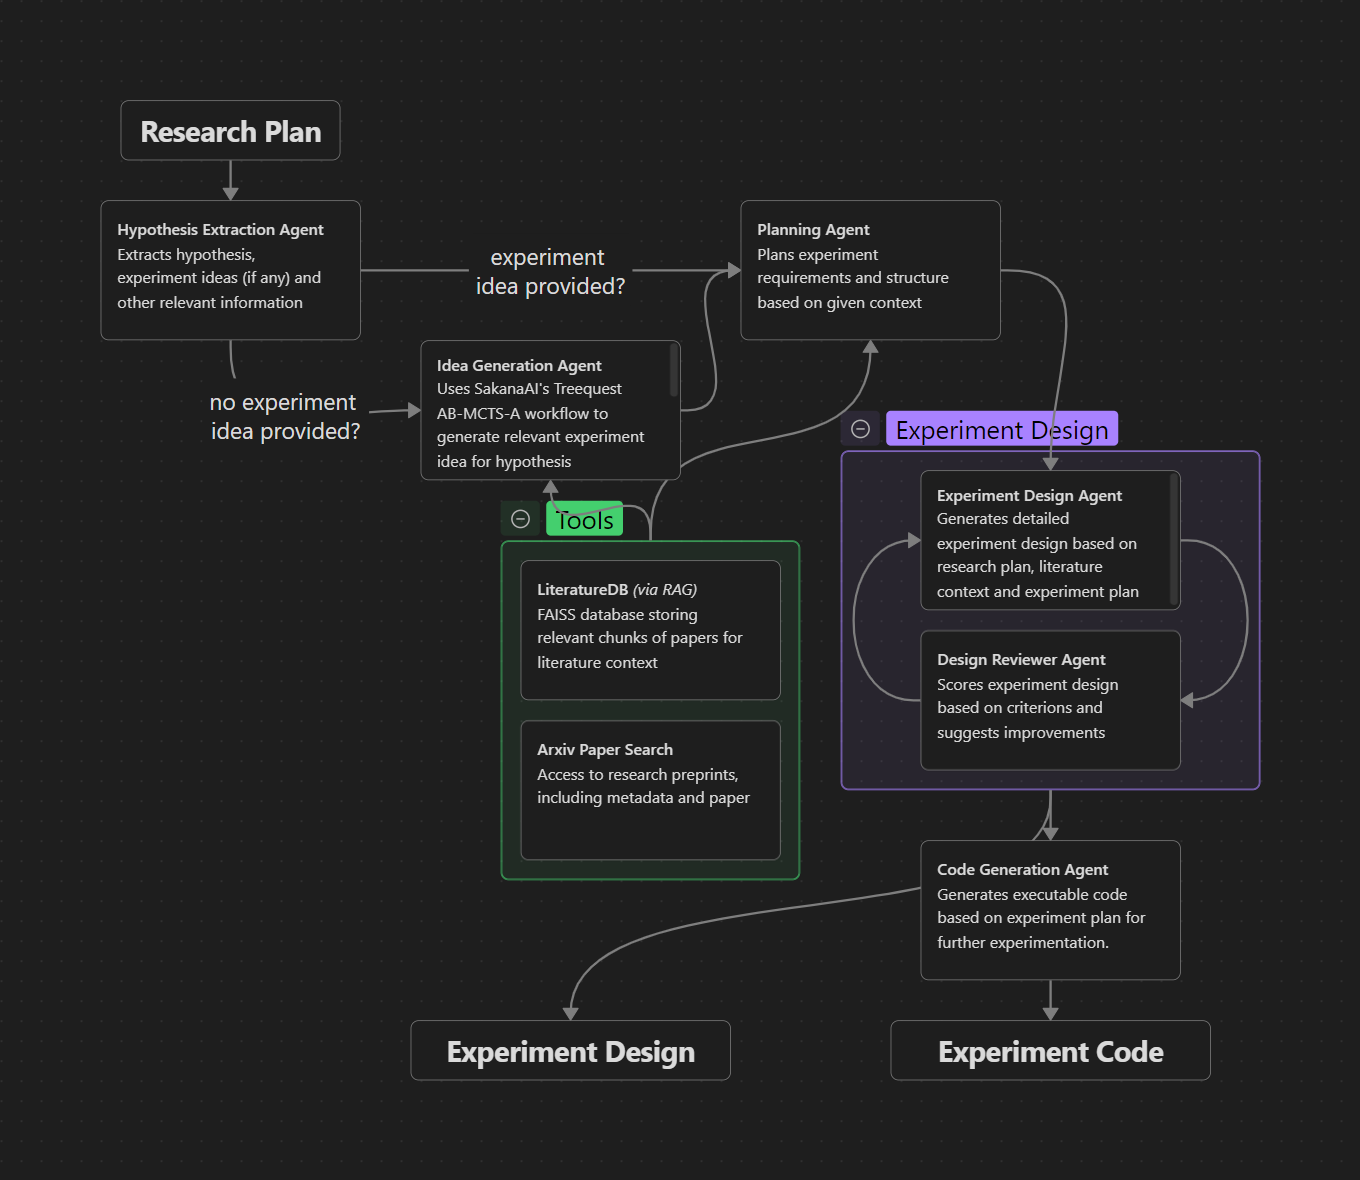 Research Plan
Hypothesis Extraction Agent
Extracts hypothesis,
experiment ideas (if any) and
other relevant information
experiment
idea provided?
Planning Agent
Plans experiment
requirements and structure
based on given context
no experiment
idea provided?
Idea Generation Agent
Uses SakanaAI's Treequest
AB-MCTS-A workflow to
generate relevant experiment
idea for hypothesis
Experiment Design
Experiment Design Agent
Generates detailed
experiment design based on
research plan, literature
context and experiment plan
Design Reviewer Agent
Scores experiment design
based on criterions and
suggests improvements
Tools
LiteratureDB (via RAG)
FAISS database storing
relevant chunks of papers for
literature context
Arxiv Paper Search
Access to research preprints,
including metadata and paper
Code Generation Agent
Generates executable code
based on experiment plan for
further experimentation.
Experiment Design
Experiment Code